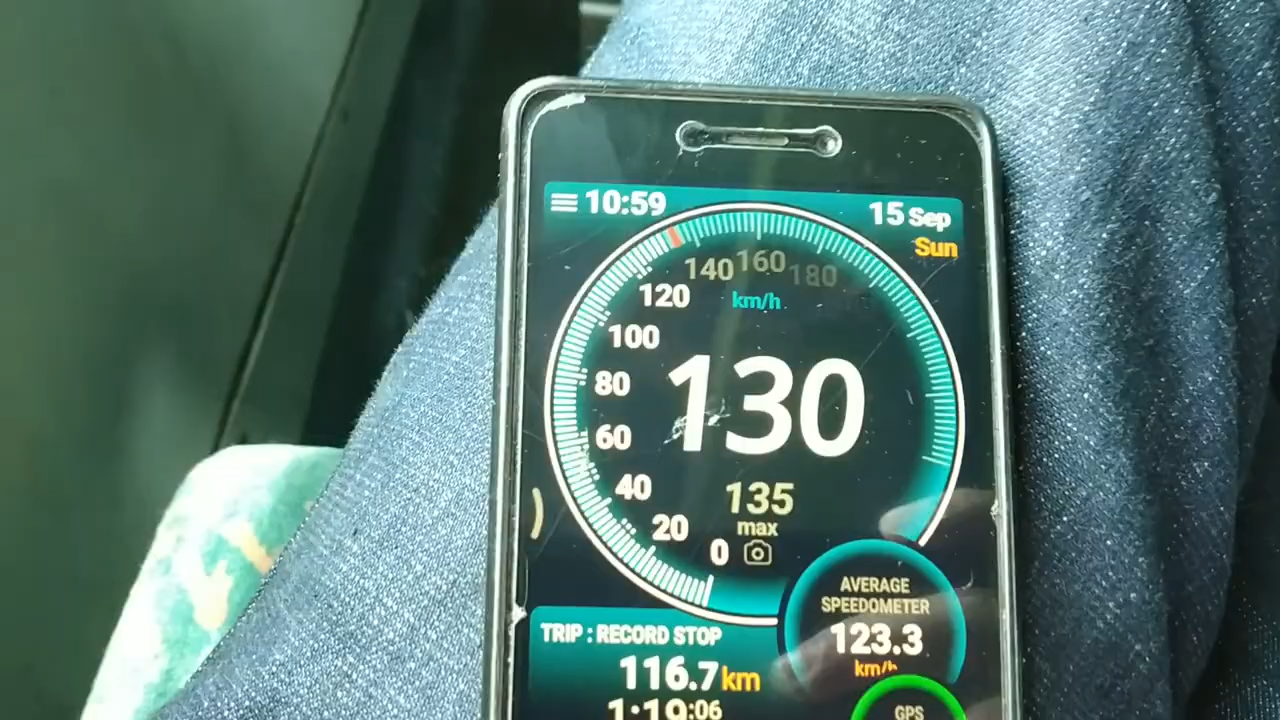 10:59
15 Sep
Sun
140 160 180
120
km/h
100
80
130
60
135
40
max
20
0
AVERAGE
SPEEDOMETER
123.3
km/h
TRIP : RECORD STOP
116.7 km
1:19:06
GPS